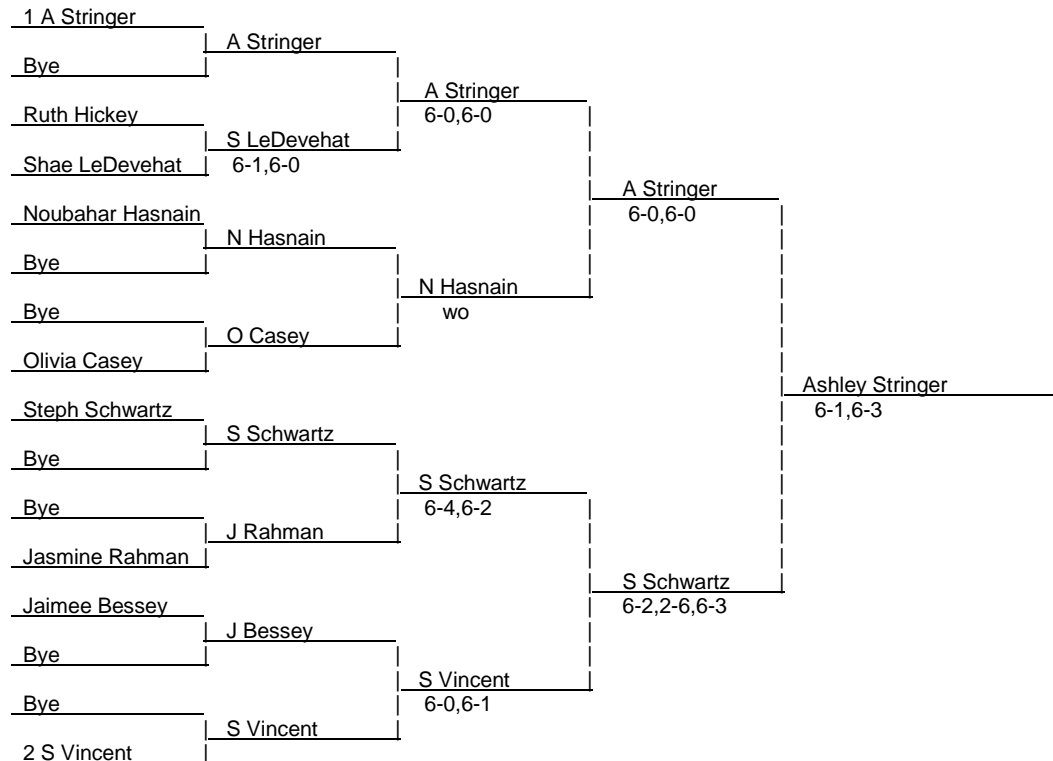 1 A Stringer
A Stringer
Bye
A Stringer
6-0,6-0
Ruth Hickey
S LeDevehat
Shae LeDevehat
6-1,6-0
A Stringer
6-0,6-0
Noubahar Hasnain
N Hasnain
Bye
N Hasnain
wo
Bye
O Casey
Olivia Casey
Ashley Stringer
6-1,6-3
Steph Schwartz
S Schwartz
Bye
S Schwartz
6-4,6-2
Bye
J Rahman
Jasmine Rahman
S Schwartz
6-2,2-6,6-3
Jaimee Bessey
J Bessey
Bye
S Vincent
6-0,6-1
Bye
S Vincent
2 S Vincent